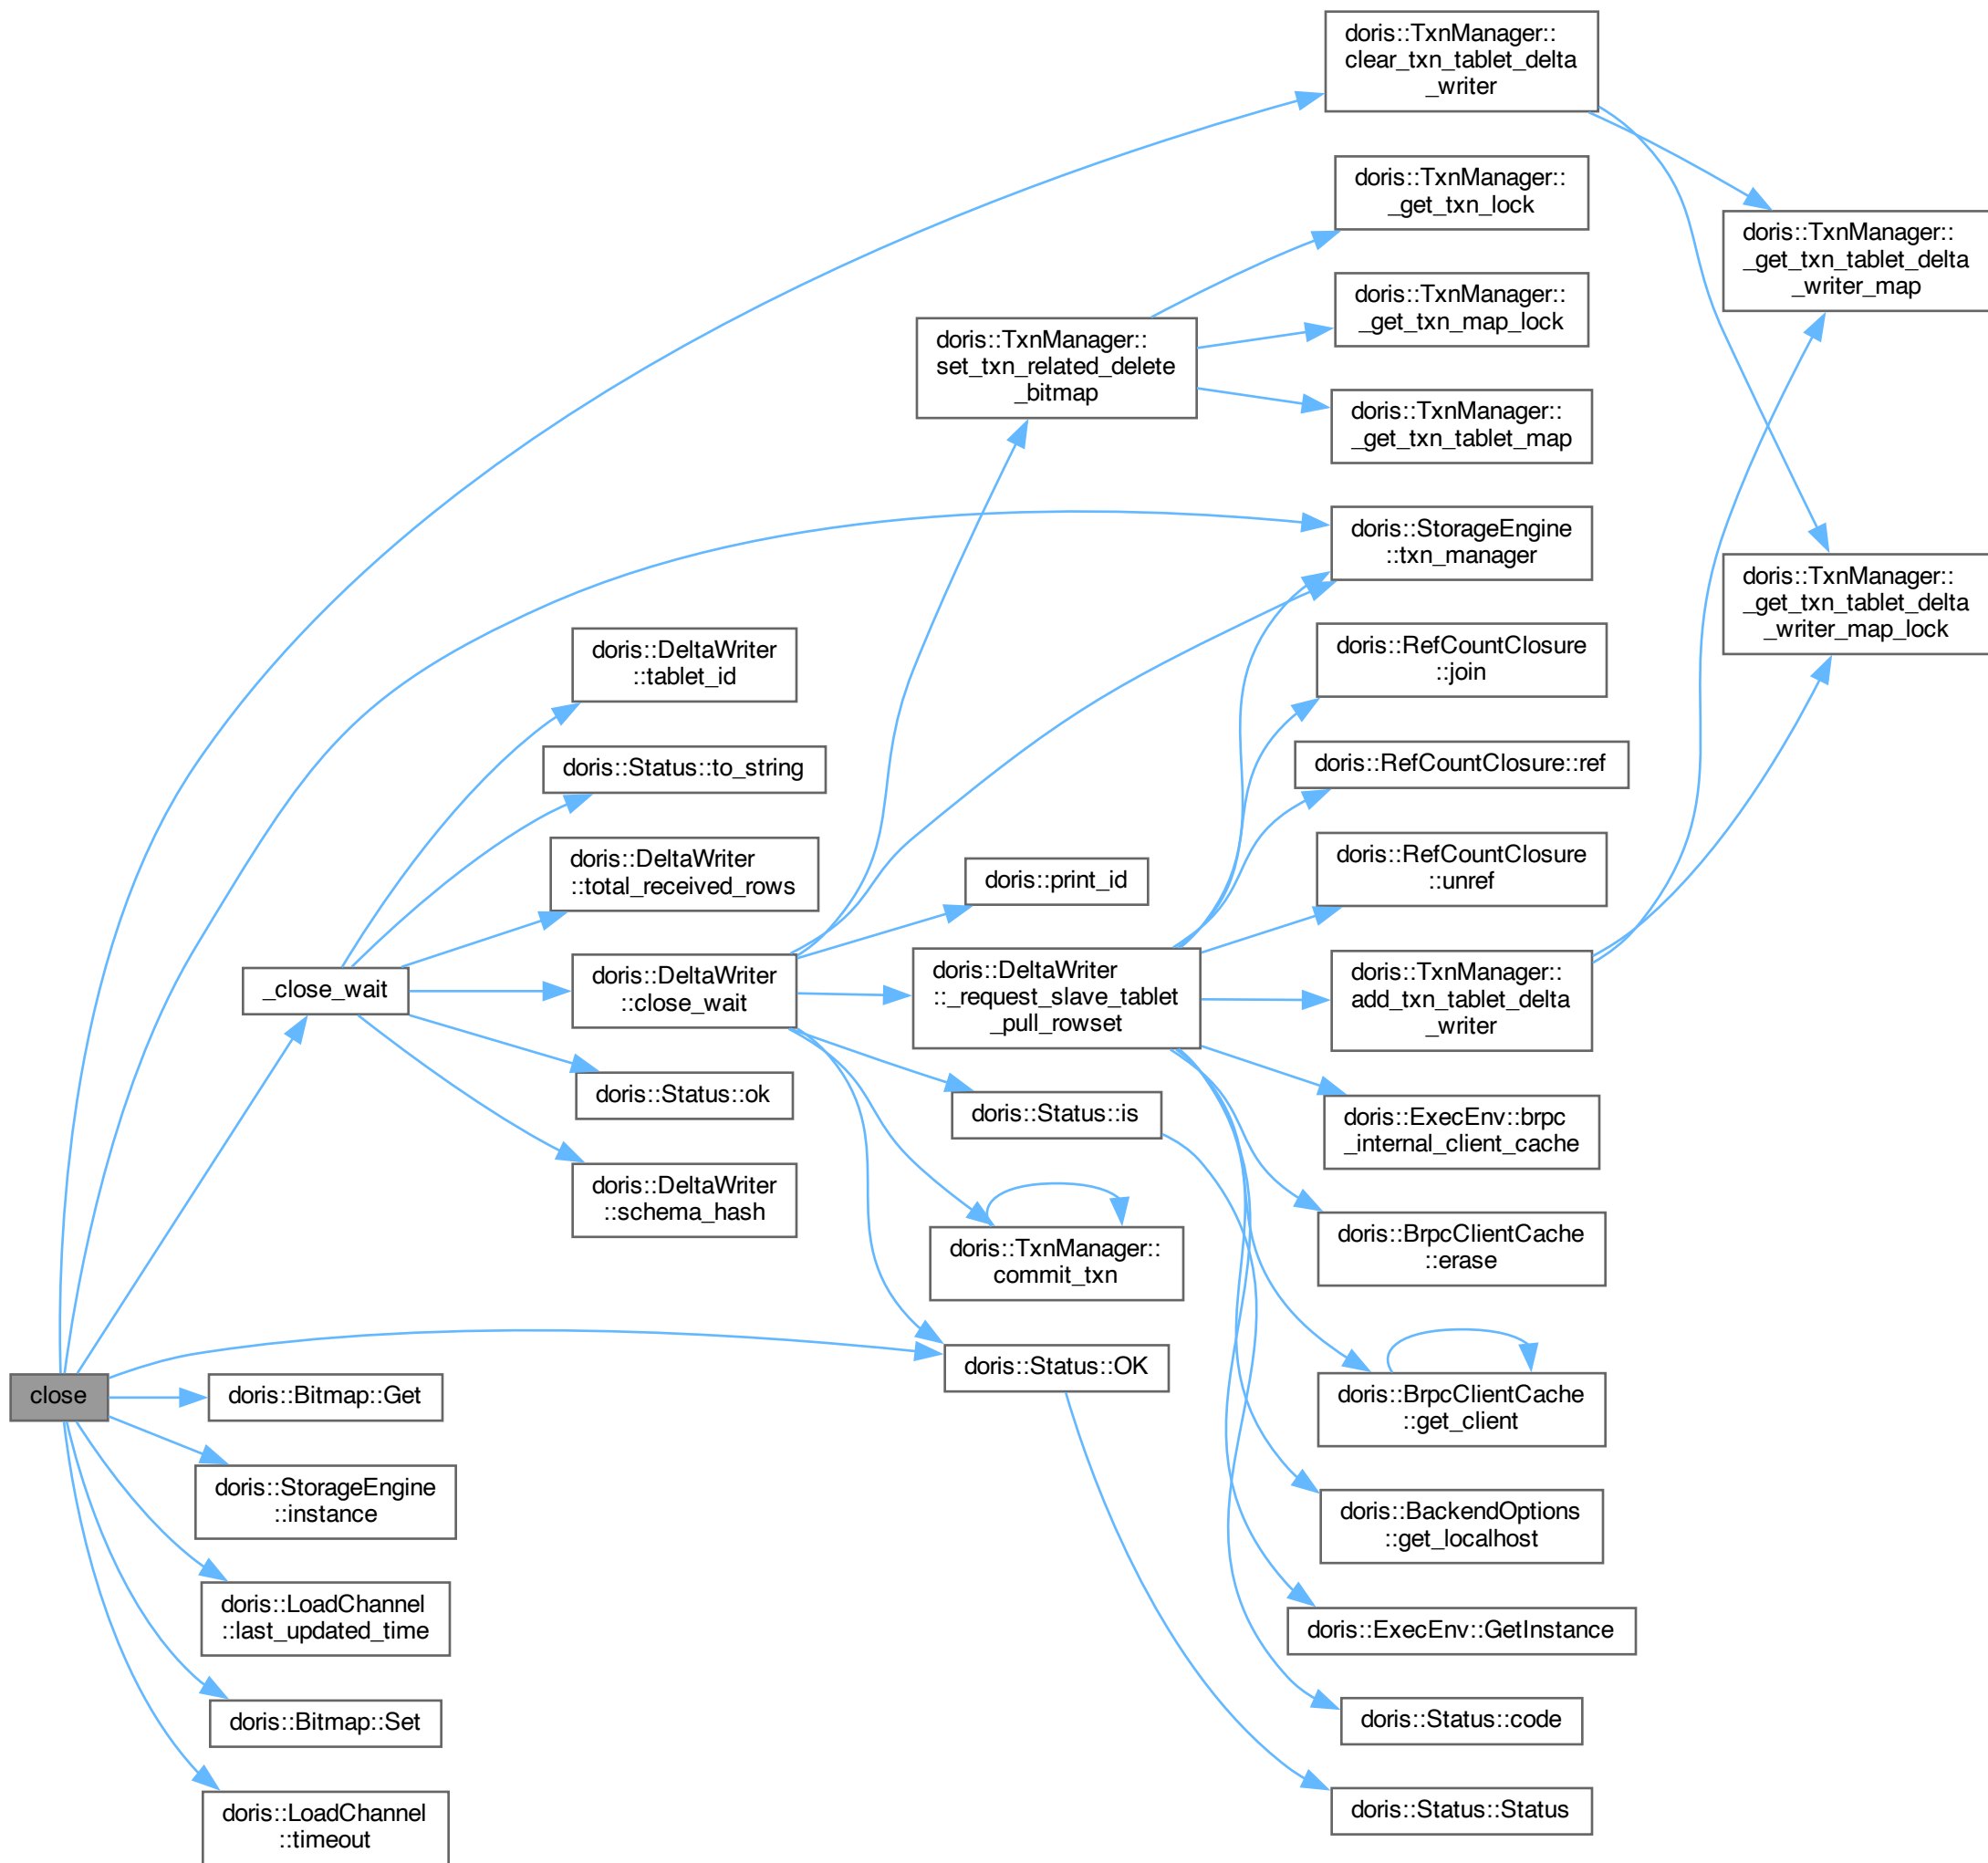 close
_close_wait
doris::Bitmap::Get
doris::StorageEngine
::instance
doris::LoadChannel
::last_updated_time
doris::Bitmap::Set
doris::LoadChannel
::timeout
doris::DeltaWriter
::tablet_id
doris::Status::to_string
doris::DeltaWriter
::total_received_rows
doris::DeltaWriter
::close_wait
doris::Status::ok
doris::DeltaWriter
::schema_hash
doris::TxnManager::
set_txn_related_delete
_bitmap
doris::print_id
doris::DeltaWriter
::_request_slave_tablet
_pull_rowset
doris::Status::is
doris::TxnManager::
commit_txn
doris::Status::OK
doris::TxnManager::
clear_txn_tablet_delta
_writer
doris::TxnManager::
_get_txn_lock
doris::TxnManager::
_get_txn_map_lock
doris::TxnManager::
_get_txn_tablet_map
doris::StorageEngine
::txn_manager
doris::RefCountClosure
::join
doris::RefCountClosure::ref
doris::RefCountClosure
::unref
doris::TxnManager::
add_txn_tablet_delta
_writer
doris::ExecEnv::brpc
_internal_client_cache
doris::BrpcClientCache
::erase
doris::BrpcClientCache
::get_client
doris::BackendOptions
::get_localhost
doris::ExecEnv::GetInstance
doris::Status::code
doris::Status::Status
doris::TxnManager::
_get_txn_tablet_delta
_writer_map
doris::TxnManager::
_get_txn_tablet_delta
_writer_map_lock